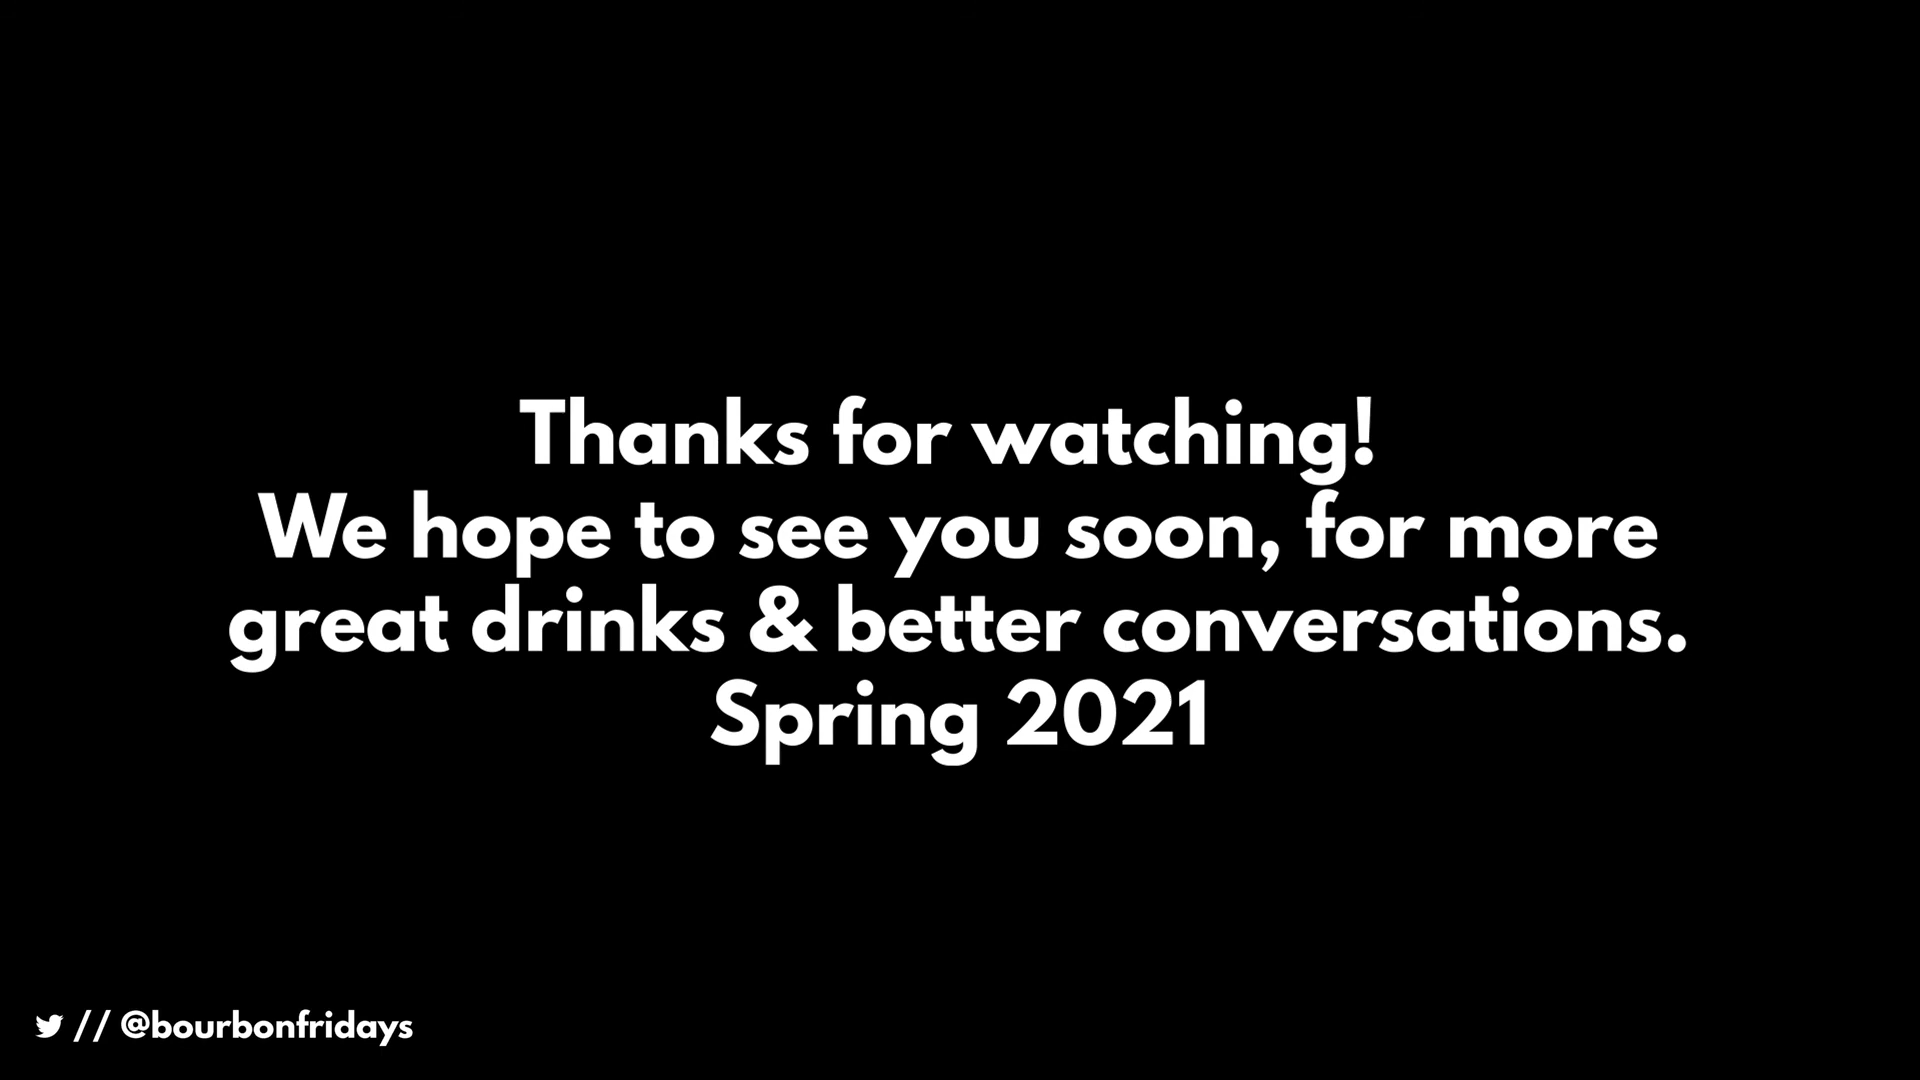 Thanks for watching!
We hope to see you soon, for more
great drinks & better conversations.
Spring 2021
// @bourbonfridays